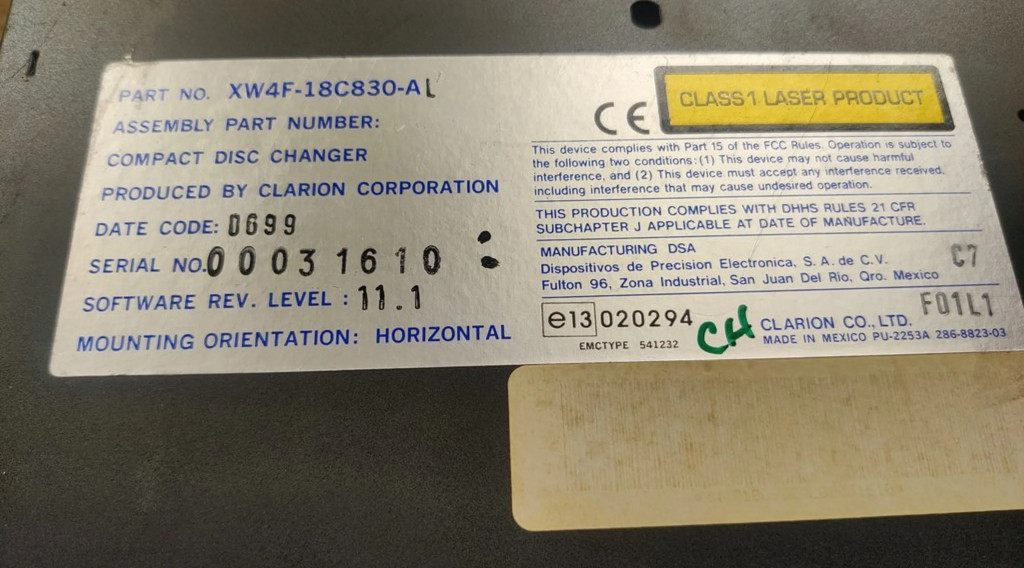 PART NO. XW4F-18C830-AL
ASSEMBLY PART NUMBER:
COMPACT DISC CHANGER
PRODUCED BY CLARION CORPORATION
DATE CODE: 0699
SERIAL NO. 00031610
SOFTWARE REV. LEVEL : 11.1
MOUNTING ORIENTATION: HORIZONTAL
CE
CLASS 1 LASER PRODUCT
This device complies with Part 15 of the FCC Rules. Operation is subject to
the following two conditions: (1) This device may not cause harmful
interference, and (2) This device must accept any interference received,
including interference that may cause undesired operation.
THIS PRODUCTION COMPLIES WITH DHHS RULES 21 CFR
SUBCHAPTER J APPLICABLE AT DATE OF MANUFACTURE.
MANUFACTURING DSA
Dispositivos de Precision Electronica, S. A. de C. V.
Fulton 96, Zona Industrial, San Juan Del Rio, Qro. Mexico
C7
e13 020294
EMCTYPE 541232
CH
F01L1
CLARION CO., LTD.
MADE IN MEXICO PU-2253A 286-8823-03